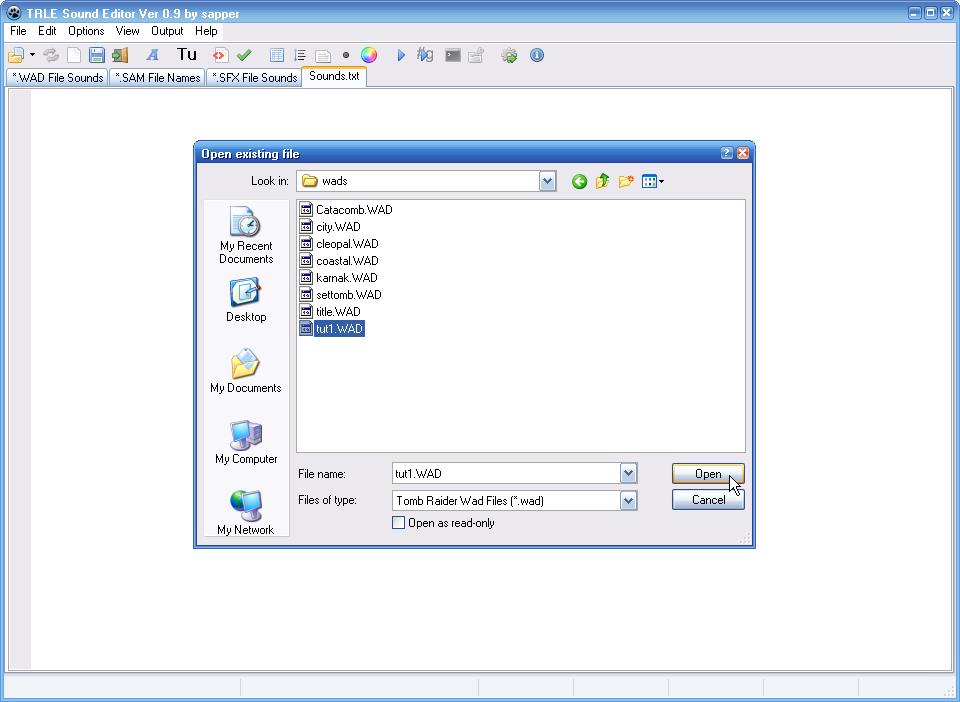 TRLE Sound Editor Ver 0.9 by sapper
File Edit Options View Output Help
A Tu
*.WAD File Sounds *.SAM File Names *.SFX File Sounds Sounds.txt
Open existing file
Look in: wads
My Recent
Documents
Desktop
My Documents
My Computer
My Network
Catacomb.WAD
city.WAD
cleopal.WAD
coastal.WAD
karnak.WAD
settomb.WAD
title.WAD
tut1.WAD
File name: tut1.WAD Open
Files of type: Tomb Raider Wad Files (*.wad) Cancel
Open as read-only